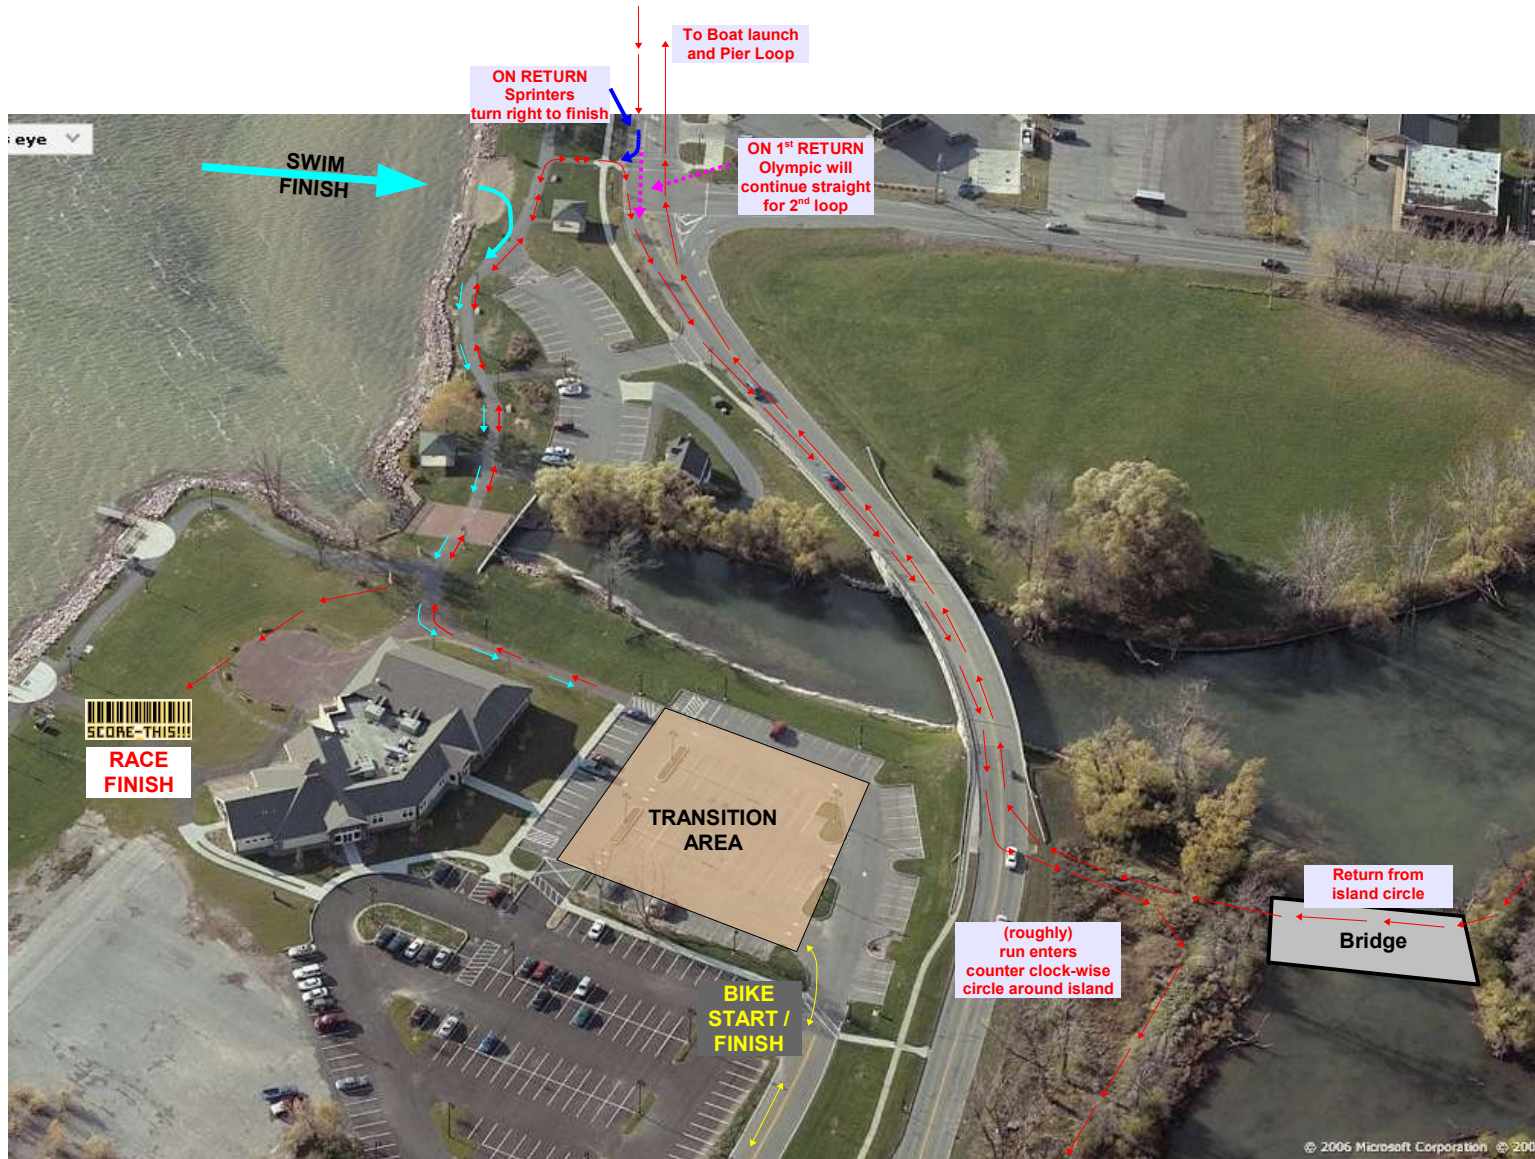 To Boat launch
and Pier Loop
ON RETURN
Sprinters
turn right to finish
s eye
SWIM
FINISH
ON 1st RETURN
Olympic will
continue straight
for 2nd loop
SCORE-THIS!!!
RACE
FINISH
TRANSITION
AREA
Return from
island circle
Bridge
(roughly)
run enters
counter clock-wise
circle around island
BIKE
START /
FINISH
© 2006 Microsoft Corporation © 200